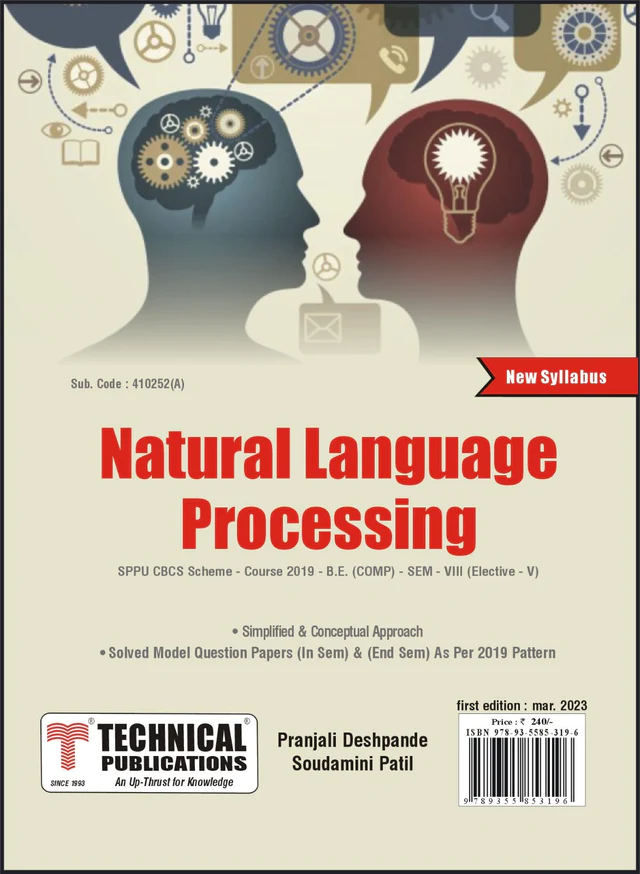 Sub. Code : 410252(A)
New Syllabus
Natural Language
Processing
SPPU CBCS Scheme - Course 2019 - B.E. (COMP) - SEM - VIII (Elective - V)
• Simplified & Conceptual Approach
• Solved Model Question Papers (In Sem) & (End Sem) As Per 2019 Pattern
first edition : mar. 2023
Price : ₹ 240/-
ISBN 978-93-5585-319-6
9 789355 853196
® TECHNICAL ®
PUBLICATIONS
SINCE 1993 An Up-Thrust for Knowledge
Pranjali Deshpande
Soudamini Patil